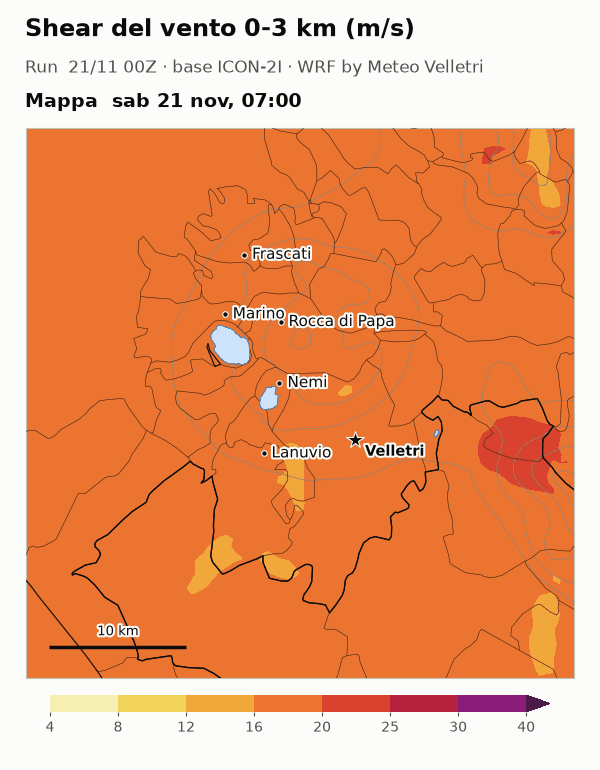 Shear del vento 0-3 km (m/s)
Run  21/11 00Z · base ICON-2I · WRF by Meteo Velletri
Mappa  sab 21 nov, 07:00
Frascati
Marino
Rocca di Papa
Nemi
Velletri
Lanuvio
10 km
4 8 12 16 20 25 30 40